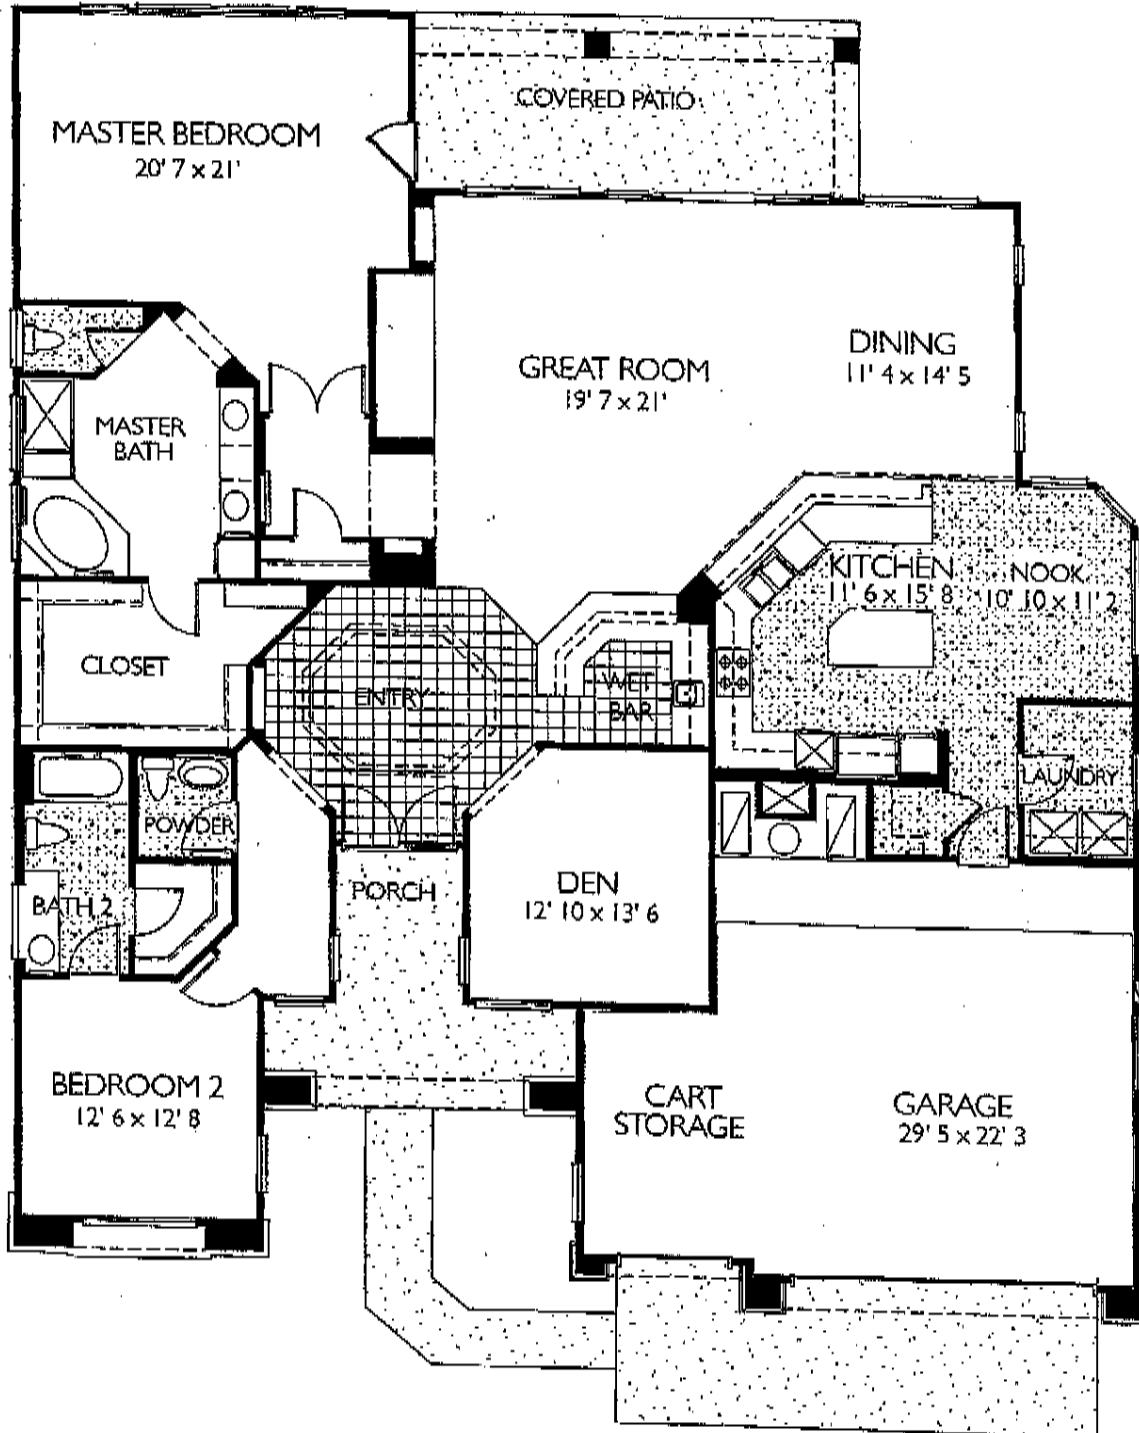 COVERED PATIO
MASTER BEDROOM
20' 7 x 21'
GREAT ROOM
19' 7 x 21'
DINING
11' 4 x 14' 5
MASTER
BATH
KITCHEN
11' 6 x 15' 8
NOOK
10' 10 x 11' 2
CLOSET
ENTRY
WET
BAR
LAUNDRY
POWDER
BATH 2
PORCH
DEN
12' 10 x 13' 6
BEDROOM 2
12' 6 x 12' 8
CART
STORAGE
GARAGE
29' 5 x 22' 3